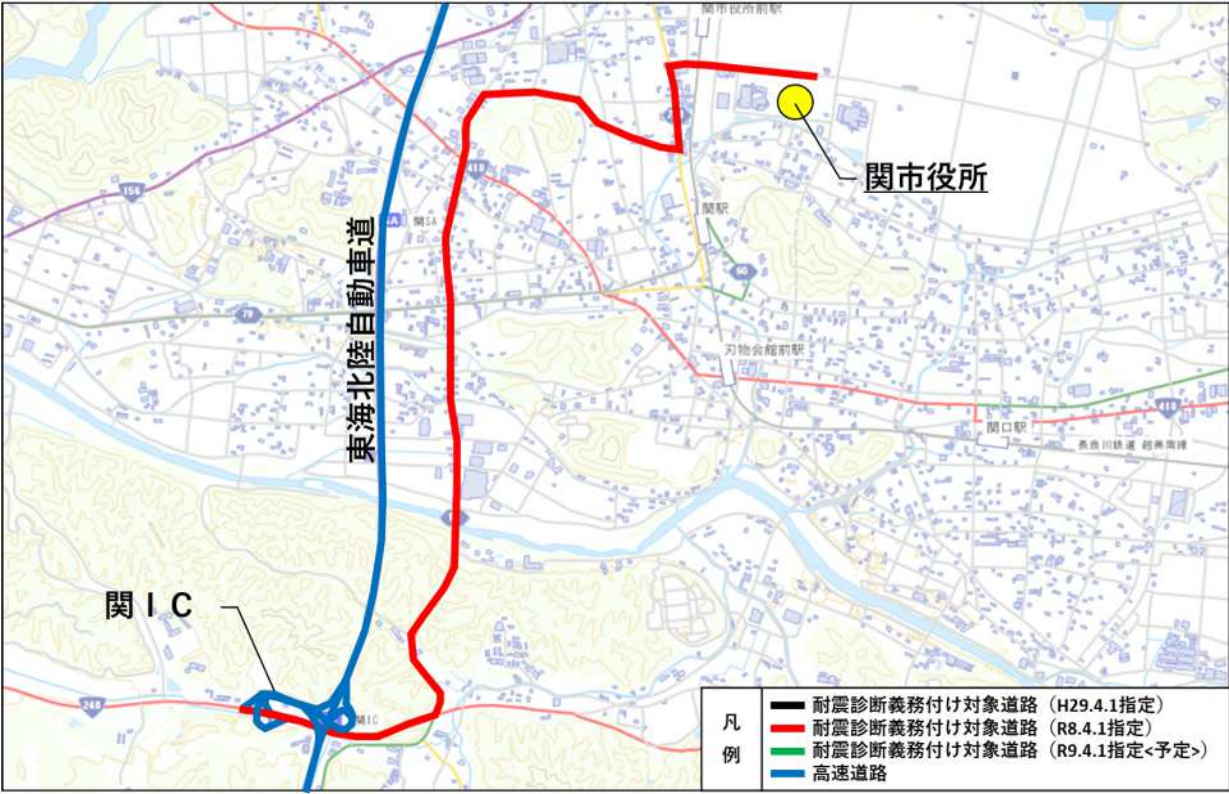 関市役所前駅
関市役所
418
156
関SA
関駅
90
東海北陸自動車道
79
刃物会館前駅
418
関口駅
長良川鉄道 越美南線
関IC
248
関IC
凡例
耐震診断義務付け対象道路（H29.4.1指定）
耐震診断義務付け対象道路（R8.4.1指定）
耐震診断義務付け対象道路（R9.4.1指定<予定>）
高速道路